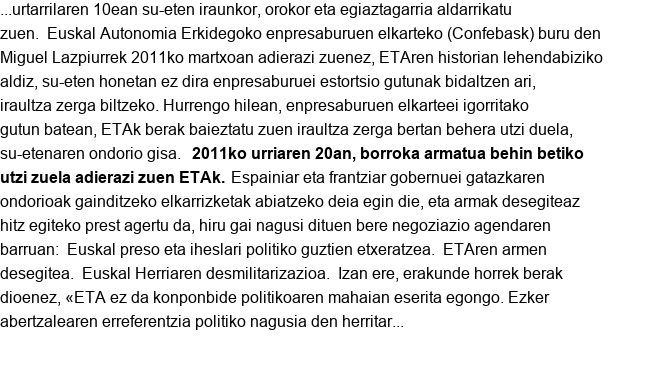 ...urtarrilaren 10ean su-eten iraunkor, orokor eta egiaztagarria aldarrikatu
zuen.  Euskal Autonomia Erkidegoko enpresaburuen elkarteko (Confebask) buru den
Miguel Lazpiurrek 2011ko martxoan adierazi zuenez, ETAren historian lehendabiziko
aldiz, su-eten honetan ez dira enpresaburuei estortsio gutunak bidaltzen ari,
iraultza zerga biltzeko. Hurrengo hilean, enpresaburuen elkarteei igorritako
gutun batean, ETAk berak baieztatu zuen iraultza zerga bertan behera utzi duela,
su-etenaren ondorio gisa.  2011ko urriaren 20an, borroka armatua behin betiko
utzi zuela adierazi zuen ETAk. Espainiar eta frantziar gobernuei gatazkaren
ondorioak gainditzeko elkarrizketak abiatzeko deia egin die, eta armak desegiteaz
hitz egiteko prest agertu da, hiru gai nagusi dituen bere negoziazio agendaren
barruan:  Euskal preso eta iheslari politiko guztien etxeratzea.  ETAren armen
desegitea.  Euskal Herriaren desmilitarizazioa.  Izan ere, erakunde horrek berak
dioenez, «ETA ez da konponbide politikoaren mahaian eserita egongo. Ezker
abertzalearen erreferentzia politiko nagusia den herritar...